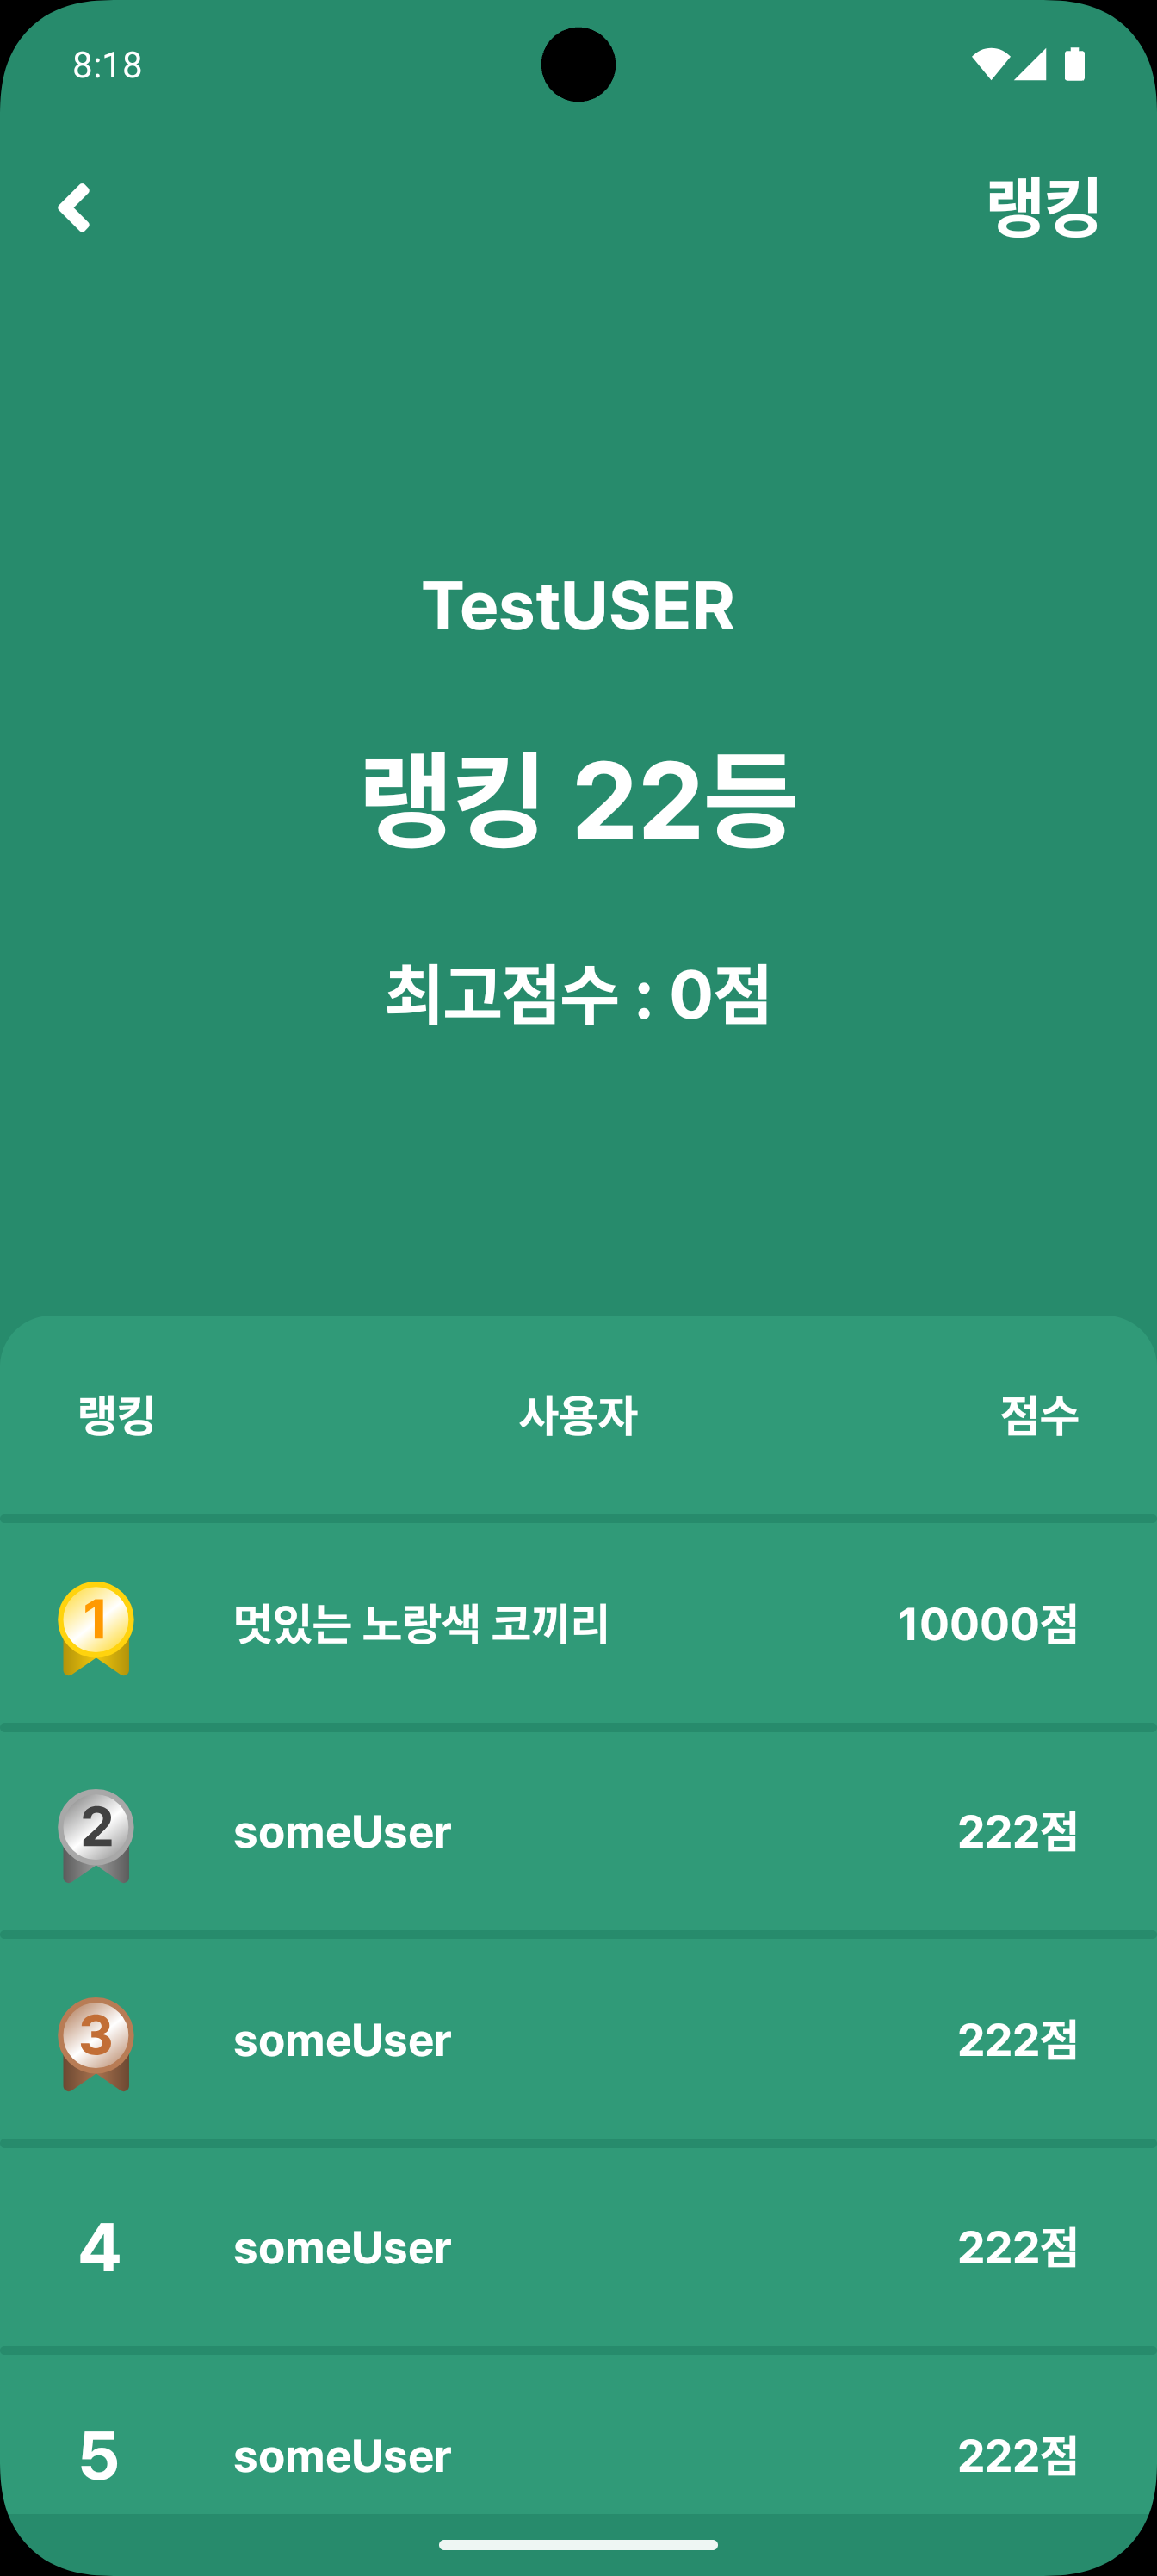 8:18
랭킹
TestUSER
랭킹 22등
최고점수 : 0점
랭킹 사용자 점수
1 멋있는 노랑색 코끼리 10000점
2 someUser 222점
3 someUser 222점
4 someUser 222점
5 someUser 222점